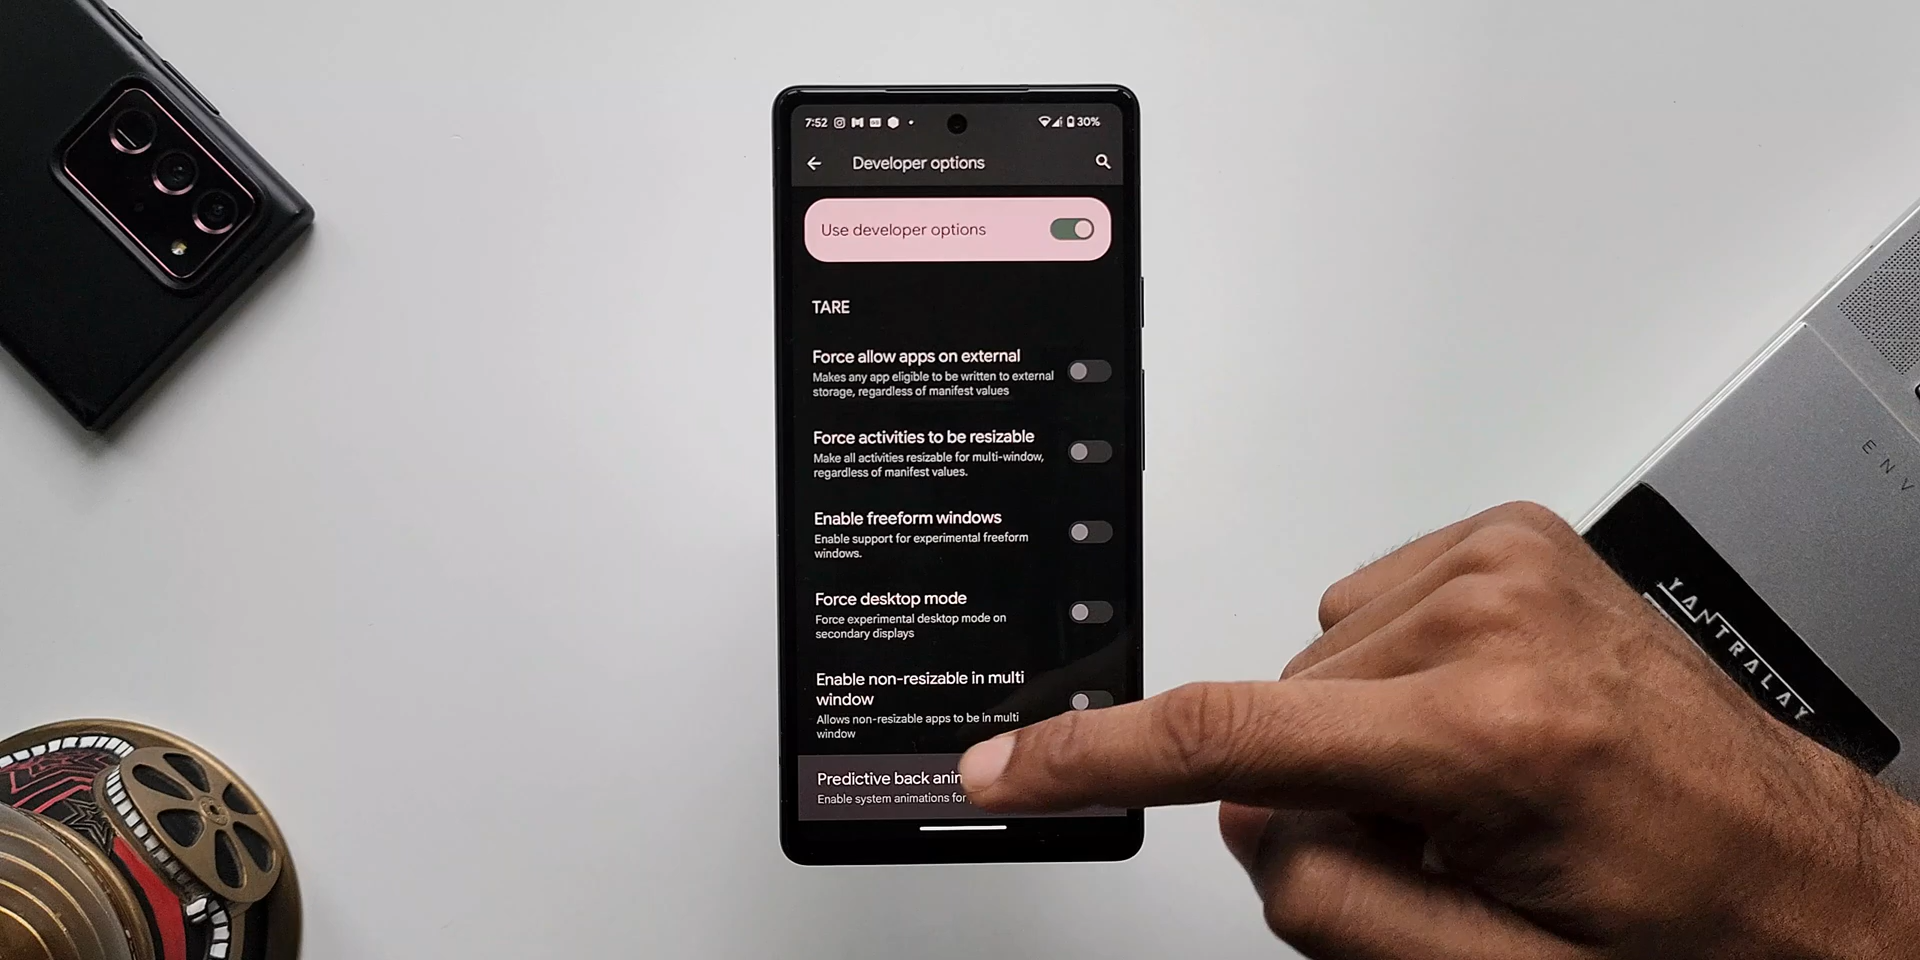 7:52
30%
Developer options
Use developer options
TARE
Force allow apps on external
Makes any app eligible to be written to external
storage, regardless of manifest values
Force activities to be resizable
Make all activities resizable for multi-window,
regardless of manifest values.
Enable freeform windows
Enable support for experimental freeform
windows.
Force desktop mode
Force experimental desktop mode on
secondary displays
Enable non-resizable in multi
window
Allows non-resizable apps to be in multi
window
Predictive back anim
Enable system animations for
ENV
YANTRALAY